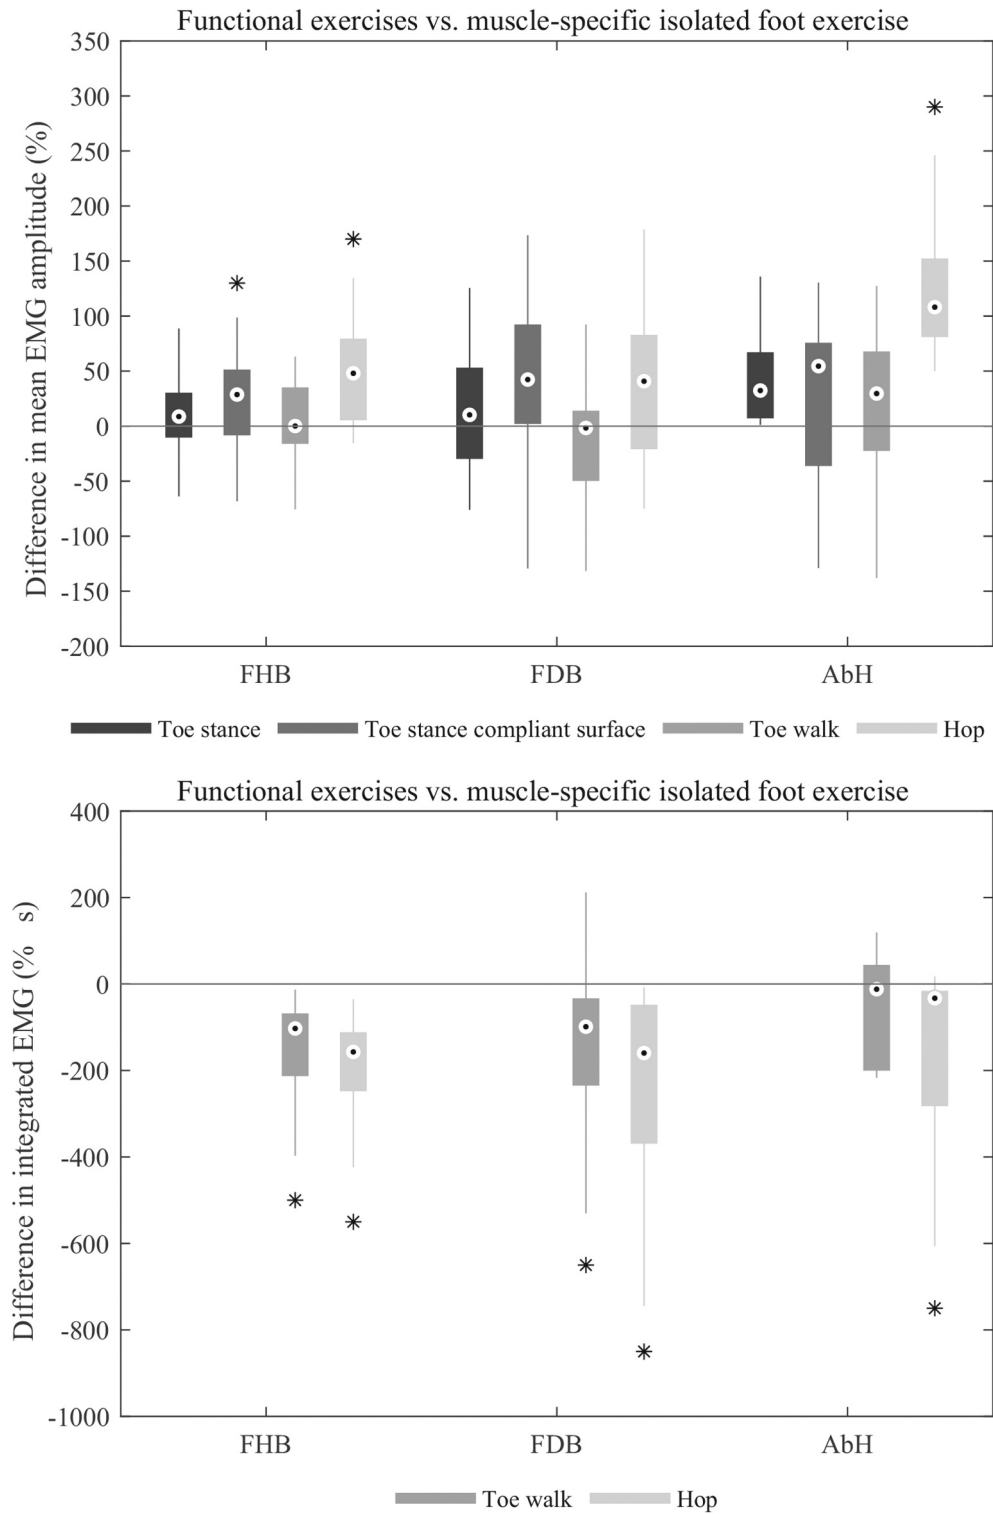 Functional exercises vs. muscle-specific isolated foot exercise
Difference in mean EMG amplitude (%)
350
300
250
200
150
100
50
0
-50
-100
-150
-200
FHB FDB AbH
Toe stance Toe stance compliant surface Toe walk Hop
Functional exercises vs. muscle-specific isolated foot exercise
Difference in integrated EMG (% s)
400
200
0
-200
-400
-600
-800
-1000
FHB FDB AbH
Toe walk Hop